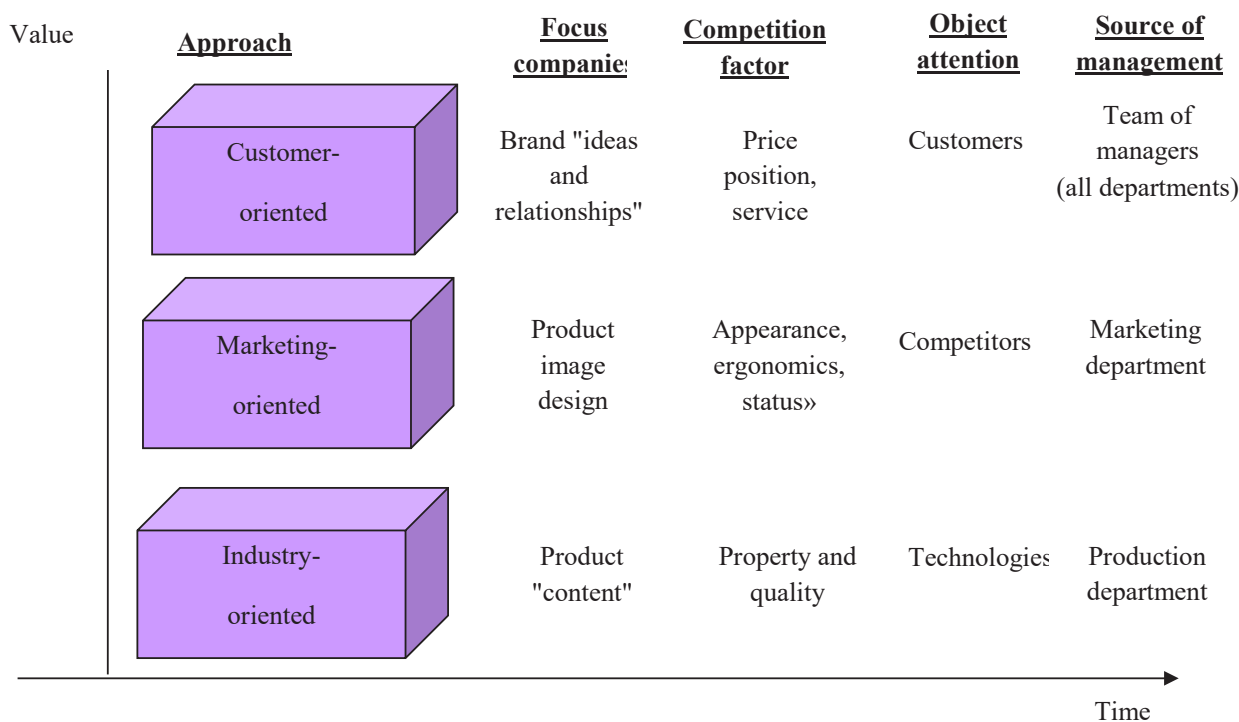 Value
Approach
Focus
companies
Competition
factor
Object
attention
Source of
management
Customer-
oriented
Brand "ideas
and
relationships"
Price
position,
service
Customers
Team of
managers
(all departments)
Marketing-
oriented
Product
image
design
Appearance,
ergonomics,
status»
Competitors
Marketing
department
Industry-
oriented
Product
"content"
Property and
quality
Technologies
Production
department
Time